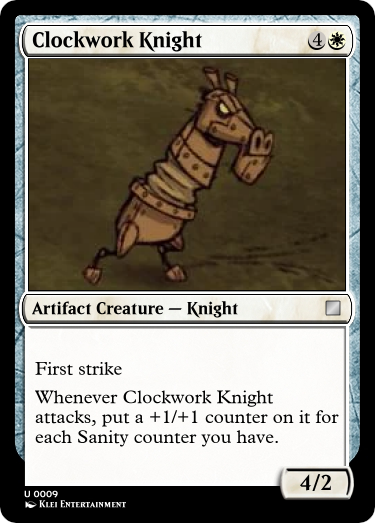 Clockwork Knight 4
Artifact Creature — Knight
First strike
Whenever Clockwork Knight
attacks, put a +1/+1 counter on it for
each Sanity counter you have.
4/2
U 0009
Klei Entertainment